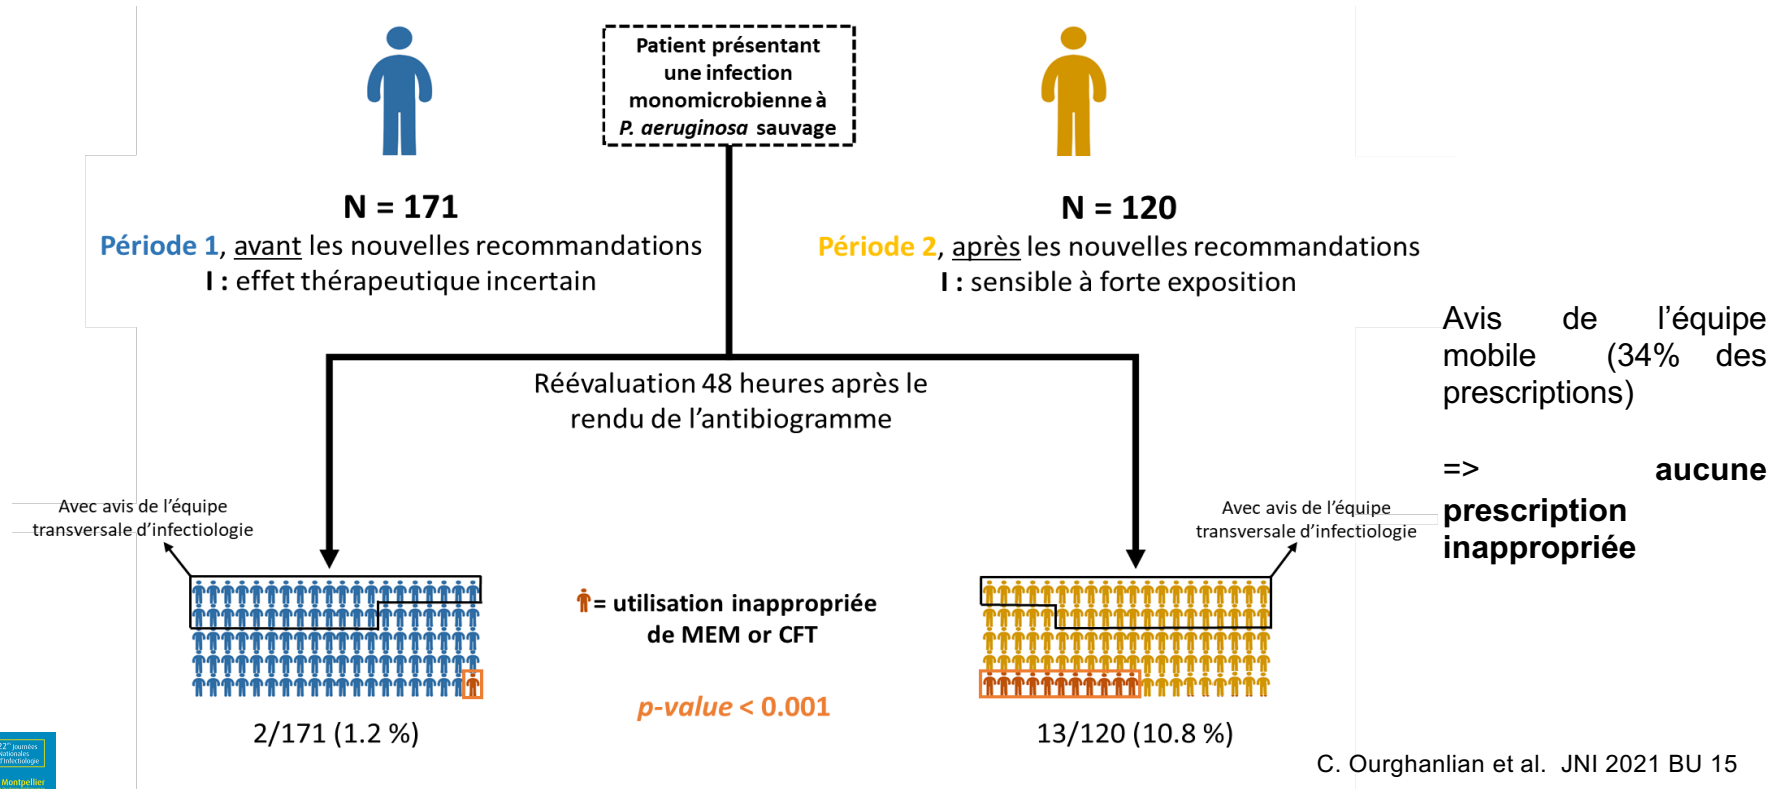 Patient présentant
une infection
monomicrobienne à
P. aeruginosa sauvage
N = 171
Période 1, avant les nouvelles recommandations
I : effet thérapeutique incertain
N = 120
Période 2, après les nouvelles recommandations
I : sensible à forte exposition
Réévaluation 48 heures après le
rendu de l’antibiogramme
Avis de l’équipe
mobile (34% des
prescriptions)
=> aucune
prescription
inappropriée
Avec avis de l’équipe
transversale d’infectiologie
Avec avis de l’équipe
transversale d’infectiologie
= utilisation inappropriée
de MEM or CFT
p-value < 0.001
2/171 (1.2 %)
13/120 (10.8 %)
22es Journées
Nationales
d’Infectiologie
Montpellier
C. Ourghanlian et al. JNI 2021 BU 15